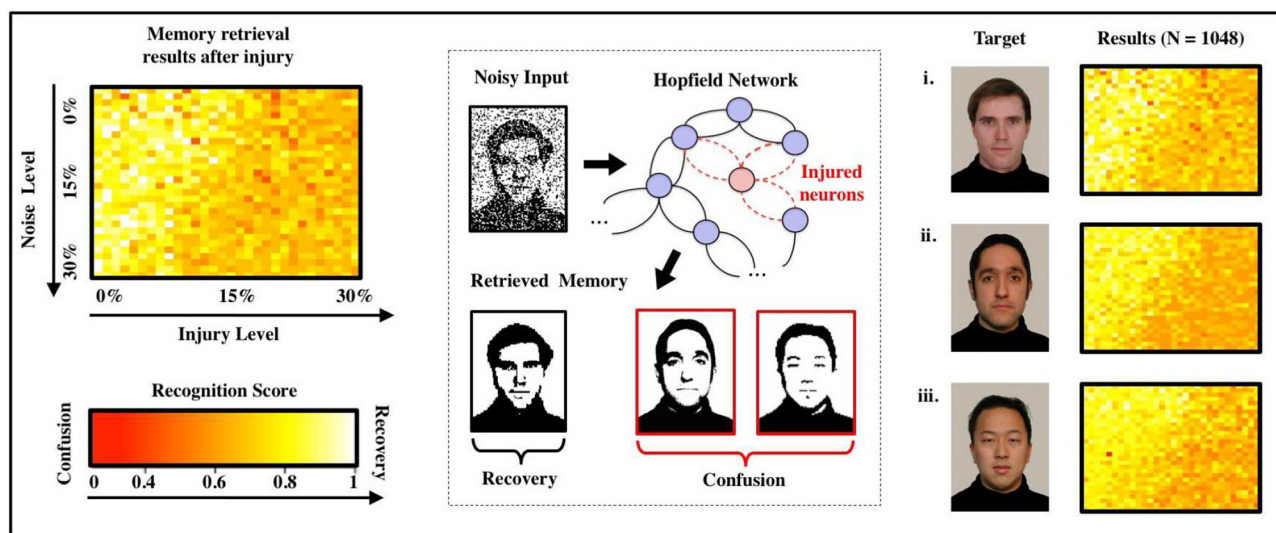 Memory retrieval
results after injury
Noise Level
0%
15%
30%
0% 15% 30%
Injury Level
Recognition Score
Confusion
Recovery
0 0.4 0.6 0.8 1
Noisy Input
Hopfield Network
Injured
neurons
...
...
Retrieved Memory
Recovery
Confusion
Target
Results (N = 1048)
i.
ii.
iii.